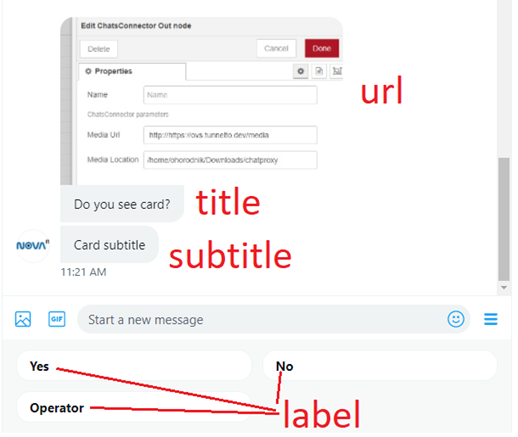 Edit ChatsConnector Out node
Delete Cancel Done
Properties
Name Name
ChatsConnector parameters
Media Url http://https://ovs.tunnelto.dev/media
Media Location /home/ohorodnik/Downloads/chatproxy
url
Do you see card?
title
NOVA
Card subtitle
subtitle
11:21 AM
GIF Start a new message
Yes No
Operator
label